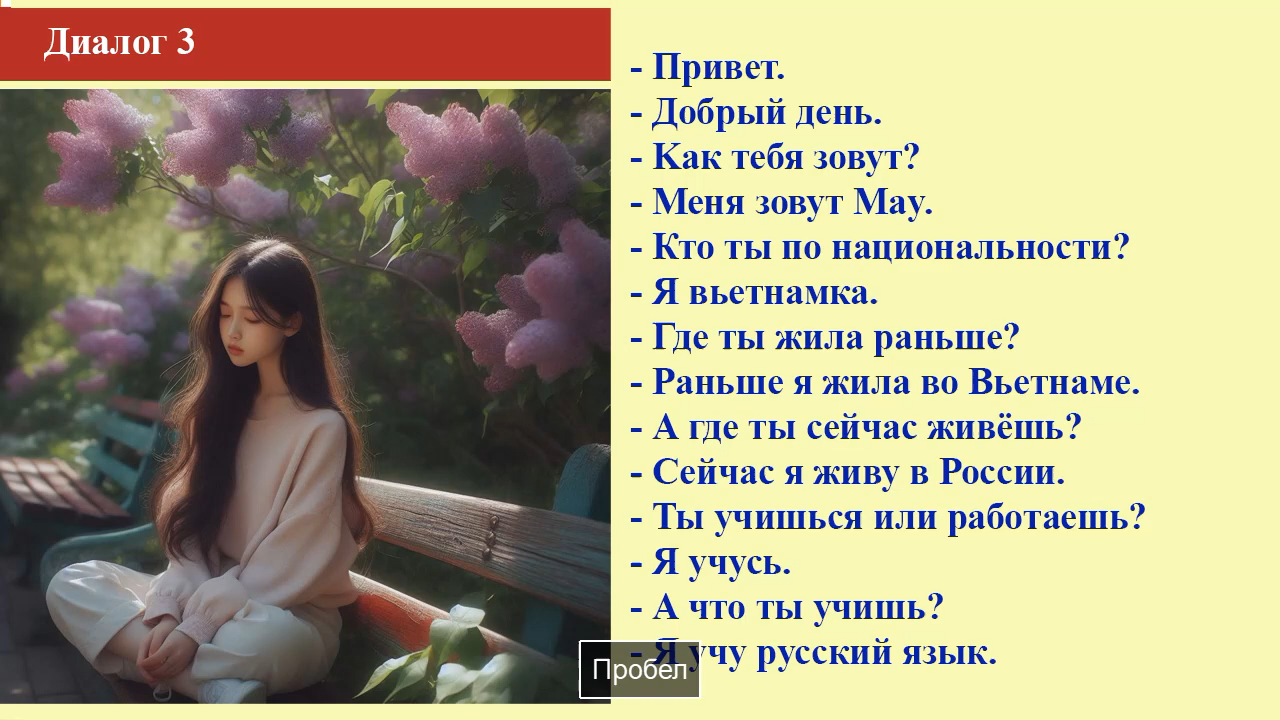 Диалог 3
- Привет.
- Добрый день.
- Как тебя зовут?
- Меня зовут Мау.
- Кто ты по национальности?
- Я вьетнамка.
- Где ты жила раньше?
- Раньше я жила во Вьетнаме.
- А где ты сейчас живёшь?
- Сейчас я живу в России.
- Ты учишься или работаешь?
- Я учусь.
- А что ты учишь?
- Я учу русский язык.
Пробел